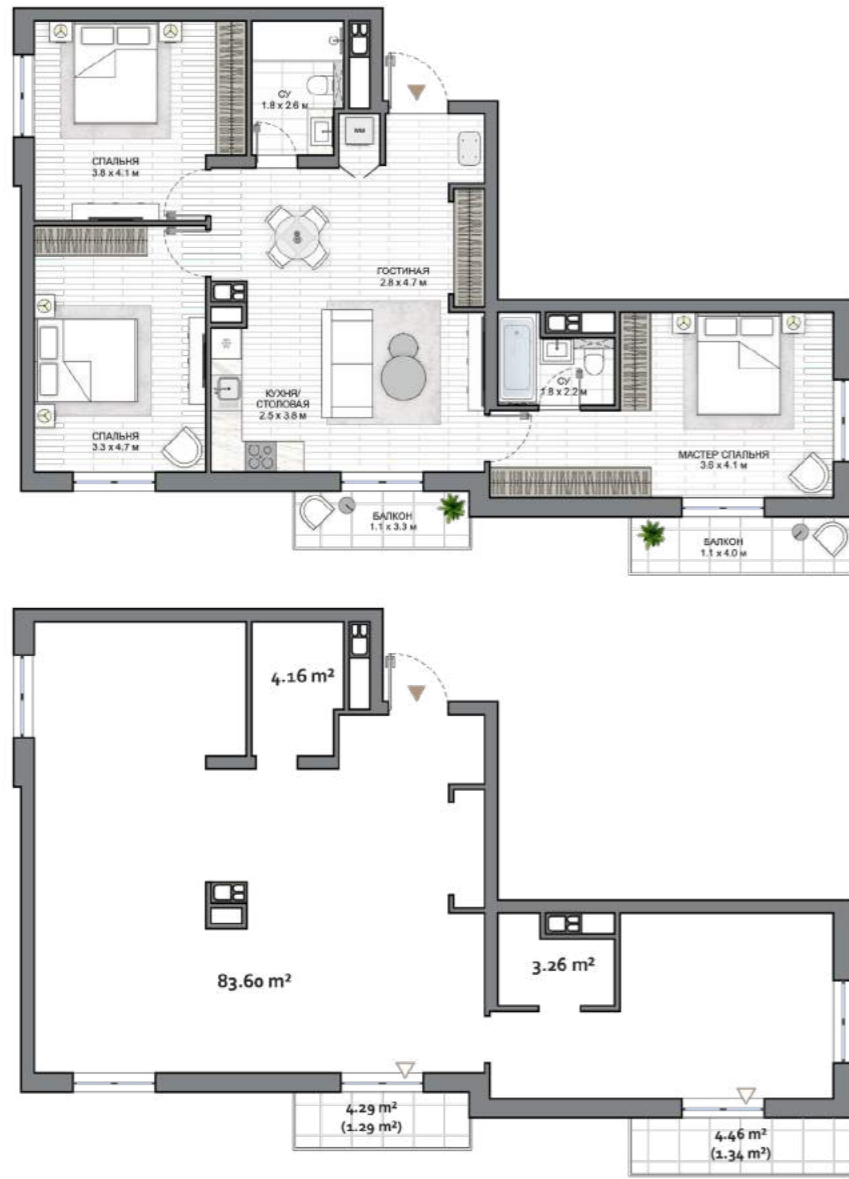 СУ
1.8 x 2.6 м
WM
СПАЛЬНЯ
3.8 x 4.1 м
ГОСТИНАЯ
2.8 x 4.7 м
КУХНЯ/
СТОЛОВАЯ
2.5 x 3.8 м
СУ
1.8 x 2.2 м
СПАЛЬНЯ
3.3 x 4.7 м
МАСТЕР СПАЛЬНЯ
3.6 x 4.1 м
БАЛКОН
1.1 x 3.3 м
БАЛКОН
1.1 x 4.0 м
4.16 m²
83.60 m²
3.26 m²
4.29 m²
(1.29 m²)
4.46 m²
(1.34 m²)